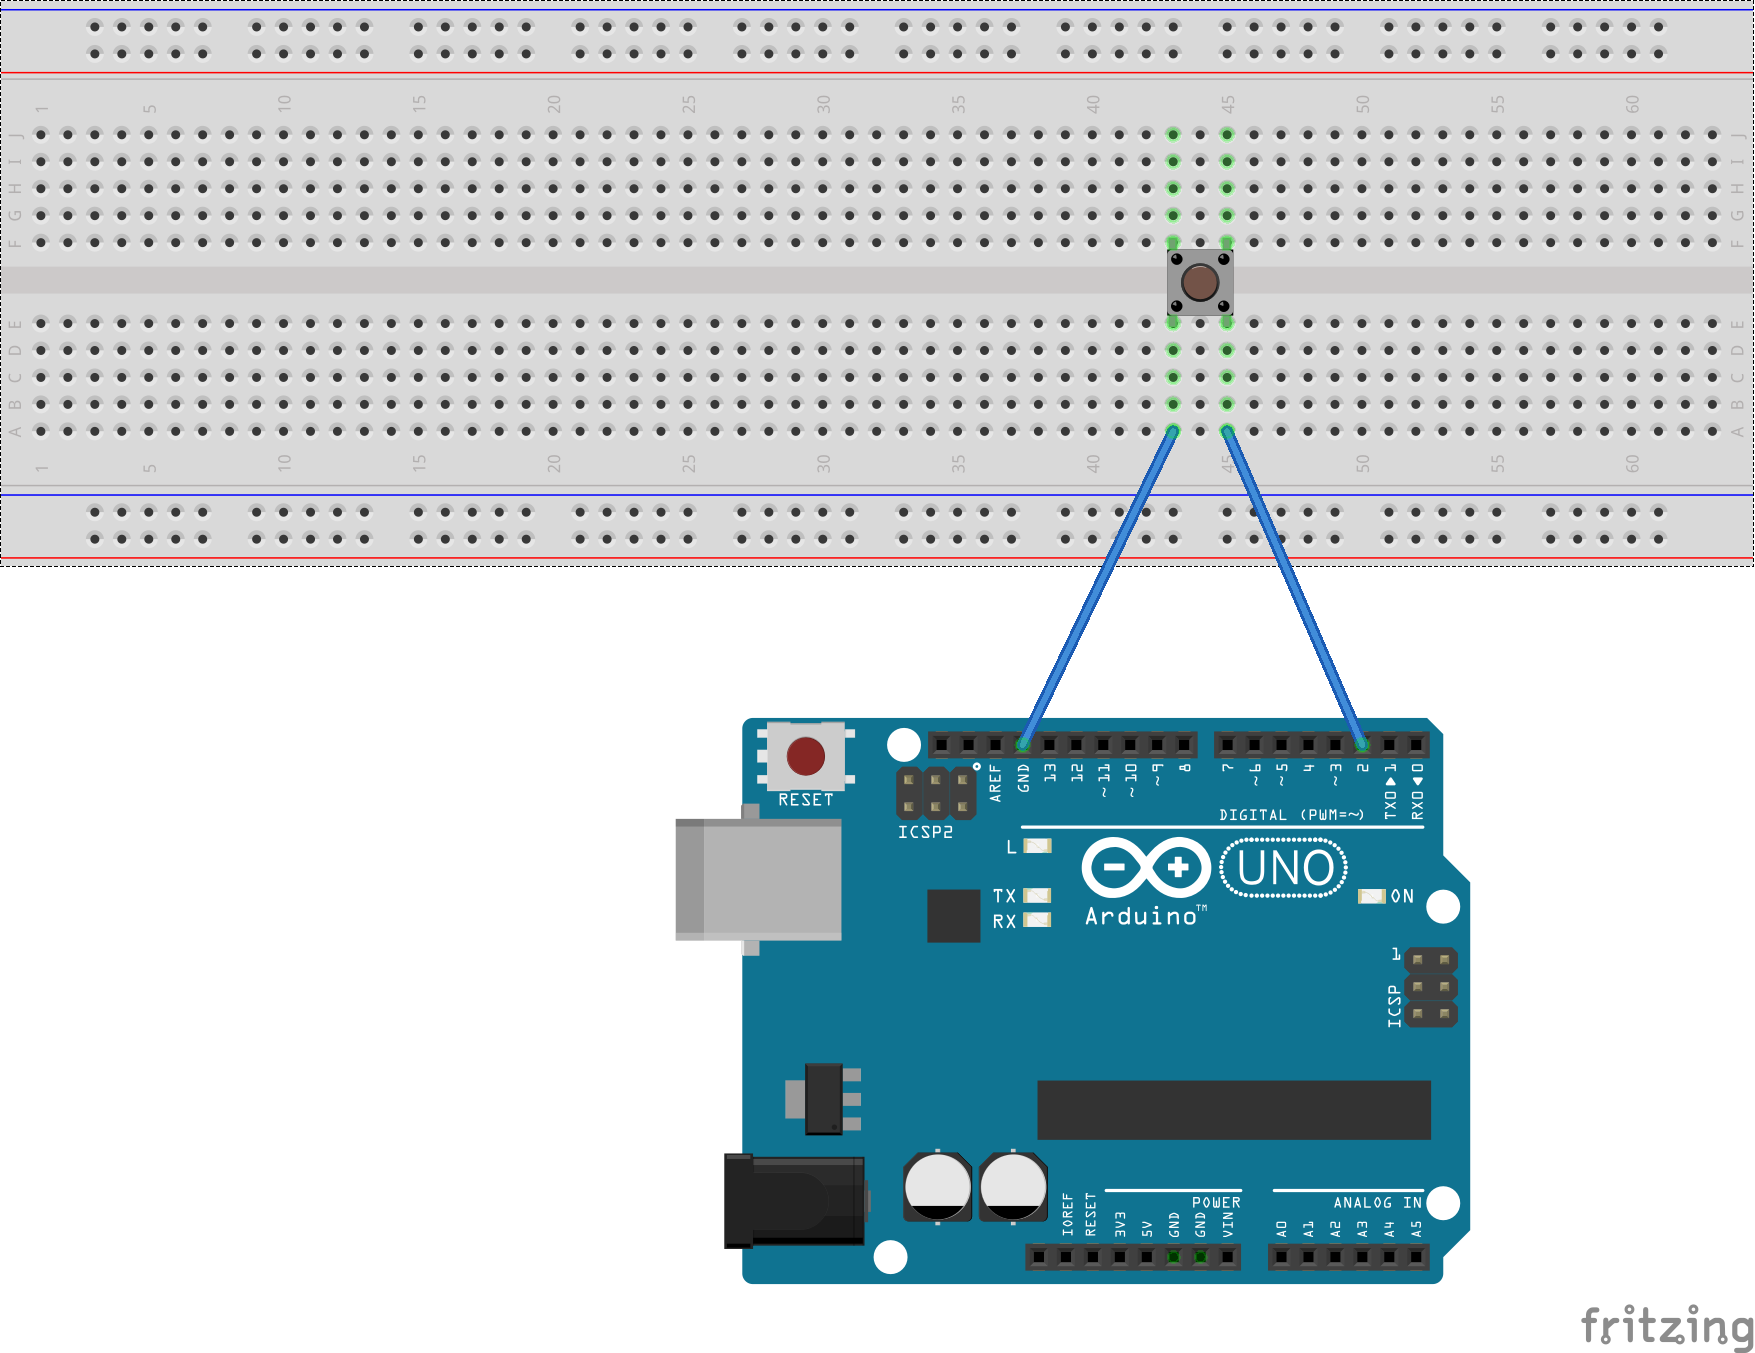 1 5 10 15 20 25 30 35 40 45 50 55 60
J J
I I
H H
G G
F F
E E
D D
C C
B B
A A
1 5 10 15 20 25 30 35 40 45 50 55 60
RESET
AREF GND 13 12 ~11 ~10 ~9 8 7 ~6 ~5 4 ~3 2 TX0▶1 RX0◀0
DIGITAL (PWM=~)
ICSP2
L
TX
RX
UNO
Arduino™
ON
1
ICSP
POWER
ANALOG IN
IOREF RESET 3V3 5V GND GND VIN A0 A1 A2 A3 A4 A5
fritzing